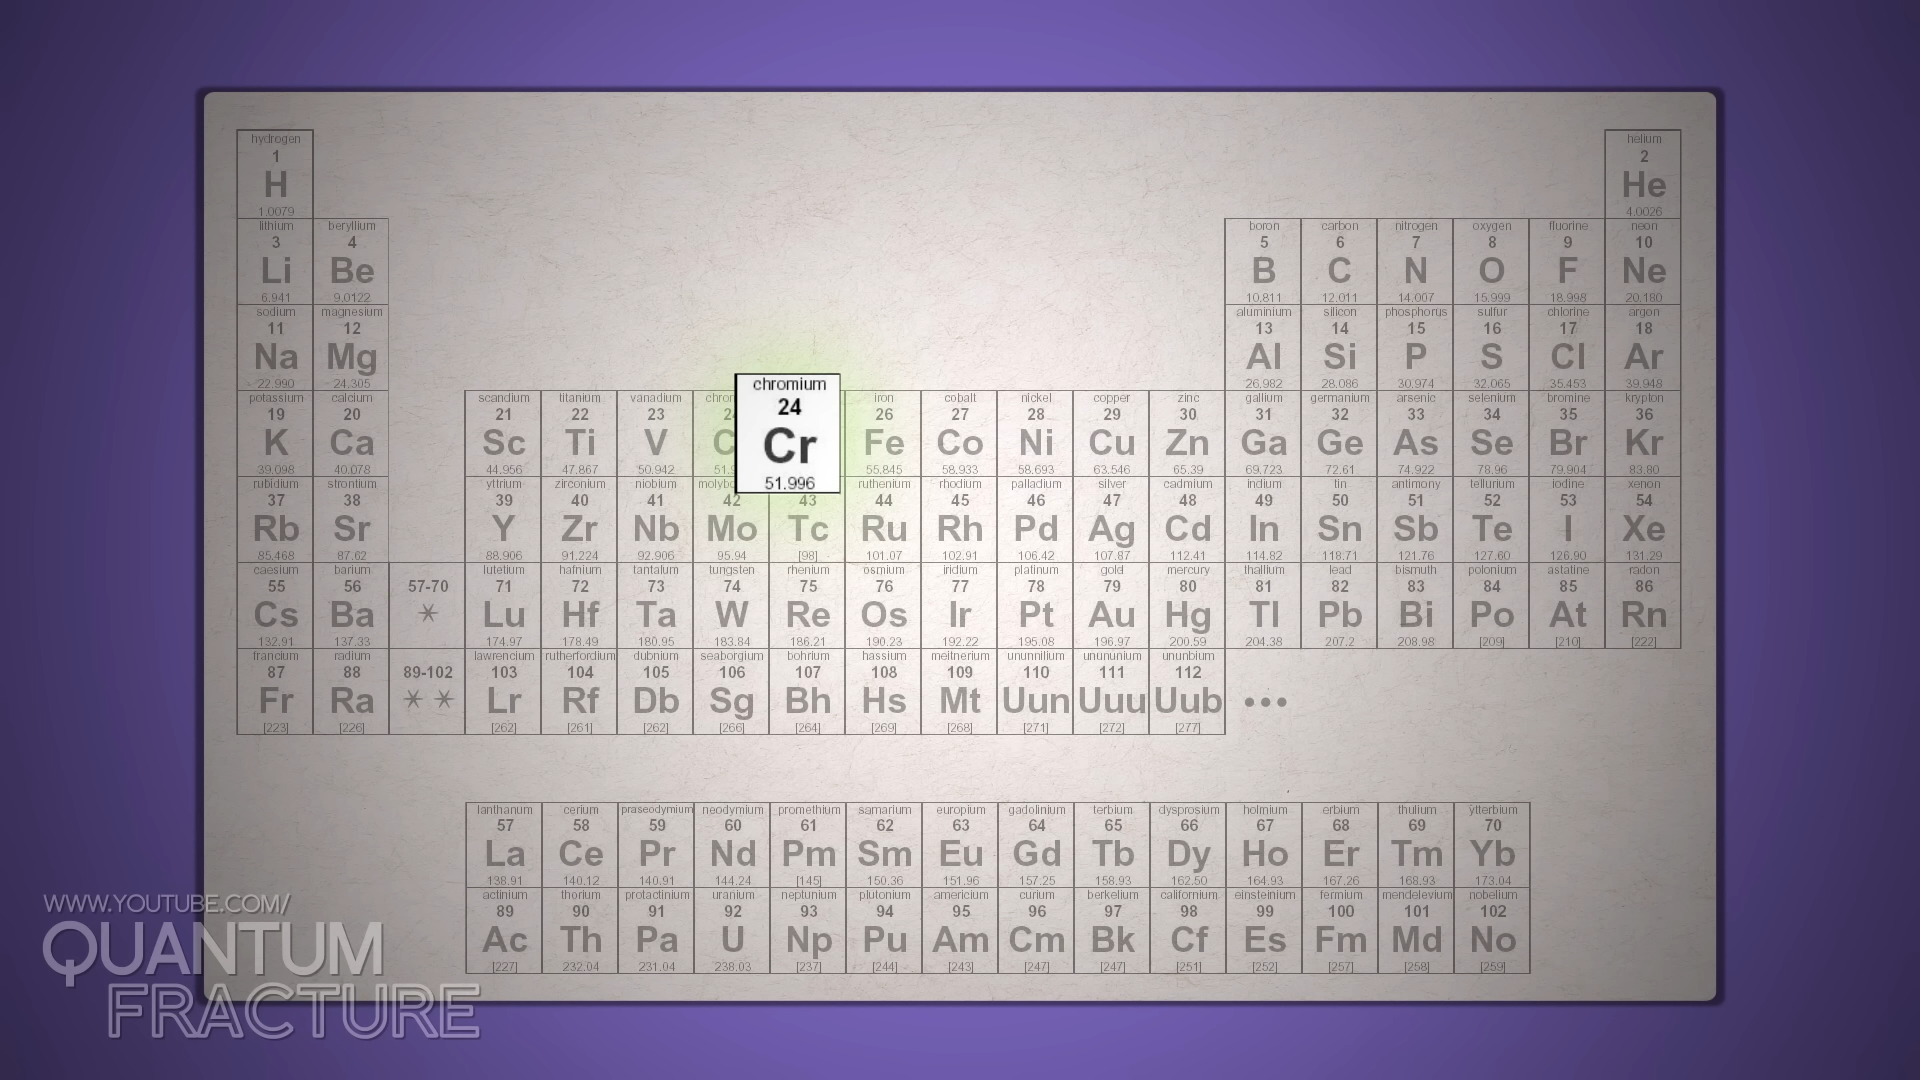 hydrogen helium
1 2
H He
1.0079 4.0026
lithium beryllium boron carbon nitrogen oxygen fluorine neon
3 4 5 6 7 8 9 10
Li Be B C N O F Ne
6.941 9.0122 10.811 12.011 14.007 15.999 18.998 20.180
sodium magnesium aluminium silicon phosphorus sulfur chlorine argon
11 12 13 14 15 16 17 18
Na Mg Al Si P S Cl Ar
22.990 24.305 26.982 28.086 30.974 32.065 35.453 39.948
chromium
24
Cr
51.996
potassium calcium scandium titanium vanadium iron cobalt nickel copper zinc gallium germanium arsenic selenium bromine krypton
19 20 21 22 23 26 27 28 29 30 31 32 33 34 35 36
K Ca Sc Ti V Fe Co Ni Cu Zn Ga Ge As Se Br Kr
39.098 40.078 44.956 47.867 50.942 55.845 58.933 58.693 63.546 65.39 69.723 72.61 74.922 78.96 79.904 83.80
rubidium strontium yttrium zirconium niobium ruthenium rhodium palladium silver cadmium indium tin antimony tellurium iodine xenon
37 38 39 40 41 42 43 44 45 46 47 48 49 50 51 52 53 54
Rb Sr Y Zr Nb Mo Tc Ru Rh Pd Ag Cd In Sn Sb Te I Xe
85.468 87.62 88.906 91.224 92.906 95.94 [98] 101.07 102.91 106.42 107.87 112.41 114.82 118.71 121.76 127.60 126.90 131.29
caesium barium lutetium hafnium tantalum tungsten rhenium osmium iridium platinum gold mercury thallium lead bismuth polonium astatine radon
55 56 57-70 71 72 73 74 75 76 77 78 79 80 81 82 83 84 85 86
Cs Ba * Lu Hf Ta W Re Os Ir Pt Au Hg Tl Pb Bi Po At Rn
132.91 137.33 174.97 178.49 180.95 183.84 186.21 190.23 192.22 195.08 196.97 200.59 204.38 207.2 208.98 [209] [210] [222]
francium radium lawrencium rutherfordium dubnium seaborgium bohrium hassium meitnerium ununnilium unununium ununbium
87 88 89-102 103 104 105 106 107 108 109 110 111 112
Fr Ra * * Lr Rf Db Sg Bh Hs Mt Uun Uuu Uub •••
[223] [226] [262] [261] [262] [266] [264] [269] [268] [271] [272] [277]
lanthanum cerium praseodymium neodymium promethium samarium europium gadolinium terbium dysprosium holmium erbium thulium ytterbium
57 58 59 60 61 62 63 64 65 66 67 68 69 70
La Ce Pr Nd Pm Sm Eu Gd Tb Dy Ho Er Tm Yb
138.91 140.12 140.91 144.24 [145] 150.36 151.96 157.25 158.93 162.50 164.93 167.26 168.93 173.04
actinium thorium protactinium uranium neptunium plutonium americium curium berkelium californium einsteinium fermium mendelevium nobelium
89 90 91 92 93 94 95 96 97 98 99 100 101 102
Ac Th Pa U Np Pu Am Cm Bk Cf Es Fm Md No
[227] 232.04 231.04 238.03 [237] [244] [243] [247] [247] [251] [252] [257] [258] [259]
WWW.YOUTUBE.COM/
QUANTUM
FRACTURE